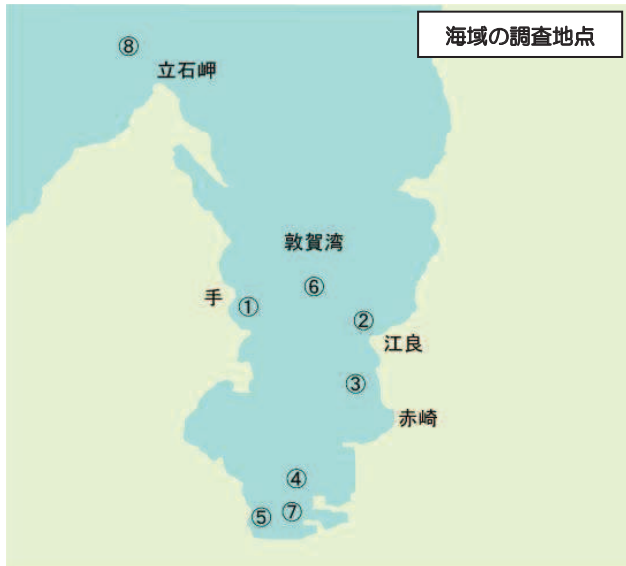 海域の調査地点
⑧
立石岬
敦賀湾
⑥
手
①
②
江良
③
赤崎
④
⑤
⑦